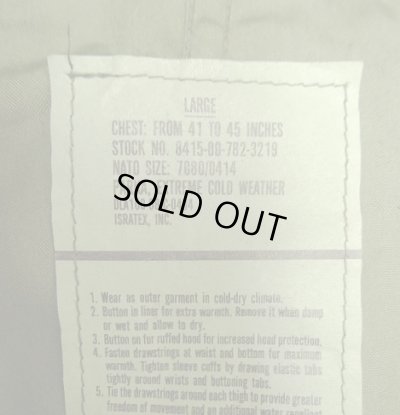 LARGE
CHEST: FROM 41 TO 45 INCHES
STOCK NO. 8415-00-782-3219
NATO SIZE: 7080/8414
EXTREME COLD WEATHER
SOLD OUT
ISRATEX, INC.
1. Wear as outer garment in cold-dry climate.
2. Button in liner for extra warmth. Remove it when damp
or wet and allow to dry.
3. Button on fur ruffed hood for increased head protection.
4. Fasten drawstrings at waist and bottom for maximum
warmth. Tighten sleeve cuffs by drawing elastic tabs
tightly around wrists and buttoning tabs.
5. Tie the drawstrings around each thigh to provide greater
freedom of movement and an additional water repellent